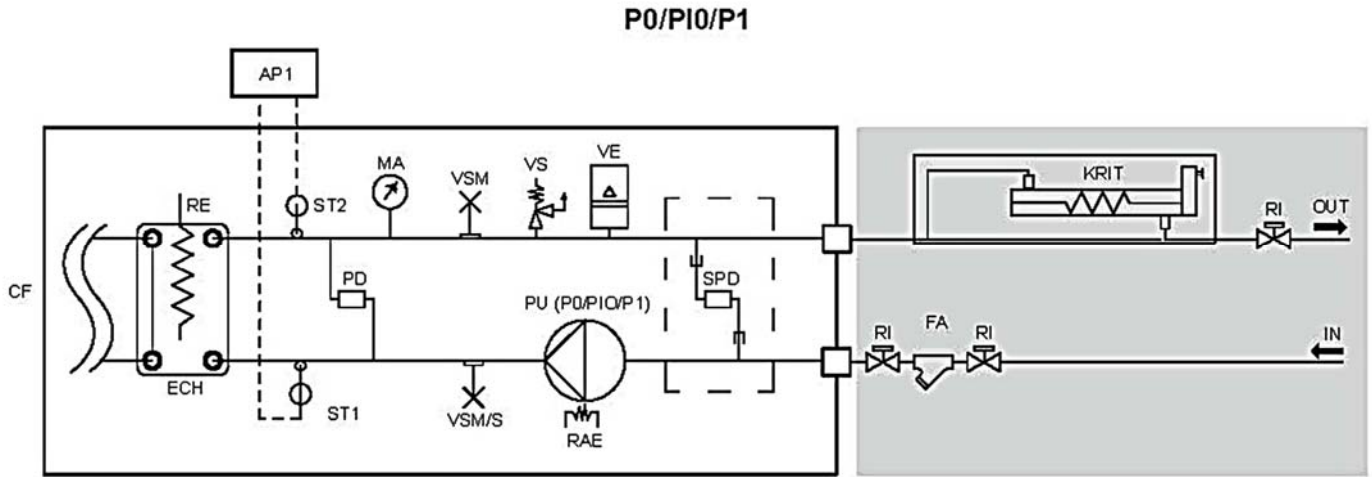 P0/PI0/P1
AP1
MA
VSM
VS
VE
KRIT
RE
ST2
RI
OUT
CF
PD
SPD
PU (P0/PIO/P1)
RI
FA
RI
IN
ECH
ST1
VSM/S
RAE